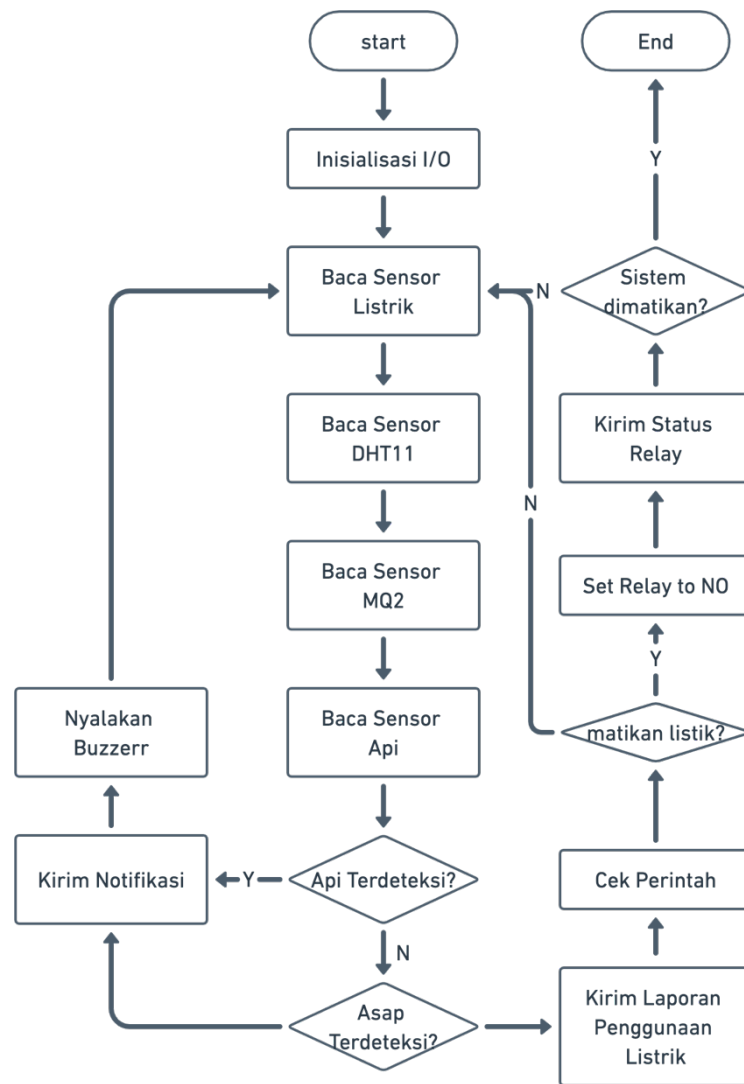 start
End
Inisialisasi I/O
Y
Baca Sensor
Listrik
N
Sistem
dimatikan?
Baca Sensor
DHT11
Kirim Status
Relay
N
Baca Sensor
MQ2
Set Relay to NO
Y
Nyalakan
Buzzerr
Baca Sensor
Api
matikan listik?
Kirim Notifikasi
Y
Api Terdeteksi?
Cek Perintah
N
Asap
Terdeteksi?
Kirim Laporan
Penggunaan
Listrik